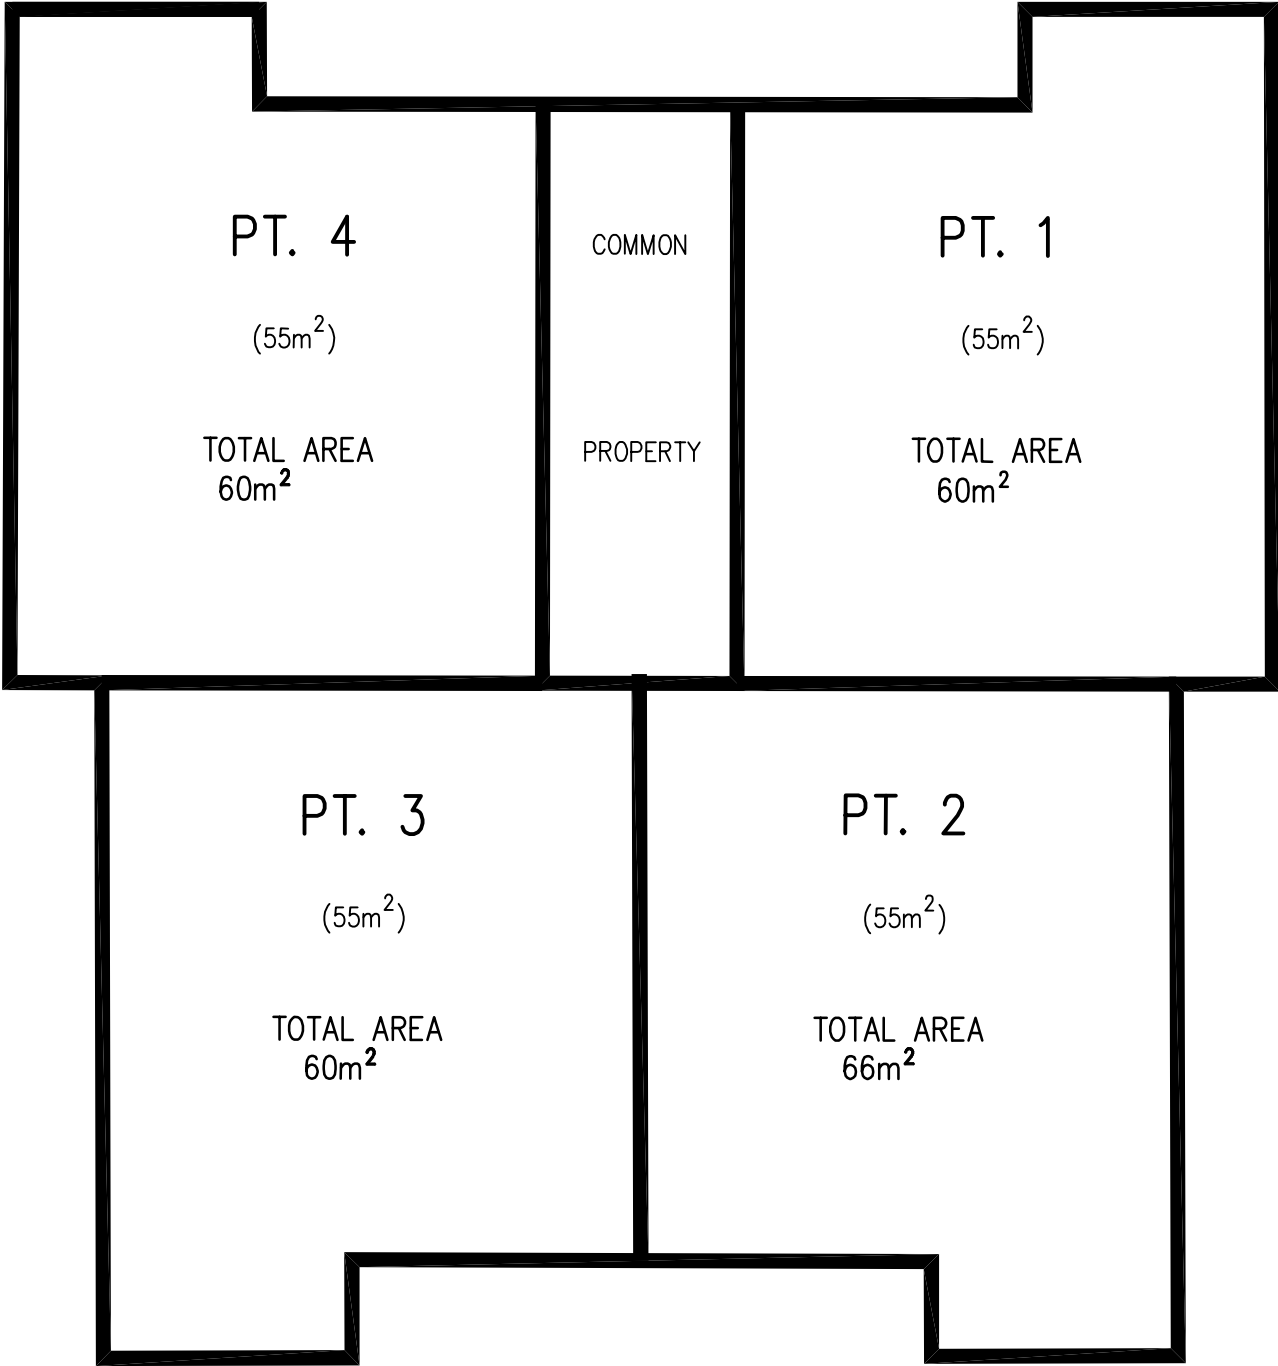 PT. 4
(55m²)
TOTAL AREA
60m²
COMMON
PROPERTY
PT. 1
(55m²)
TOTAL AREA
60m²
PT. 3
(55m²)
TOTAL AREA
60m²
PT. 2
(55m²)
TOTAL AREA
66m²